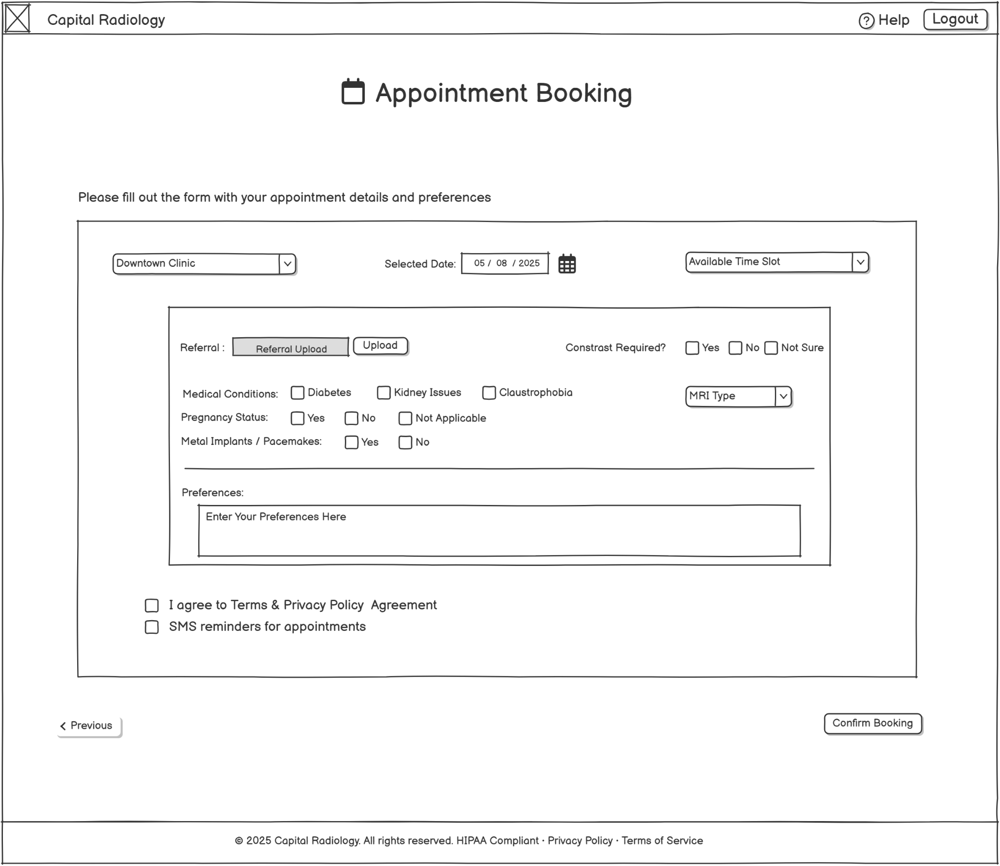 Capital Radiology
? Help
Logout
Appointment Booking
Please fill out the form with your appointment details and preferences
Downtown Clinic
Selected Date: 05 / 08 / 2025
Available Time Slot
Referral : Referral Upload Upload
Constrast Required? Yes No Not Sure
Medical Conditions: Diabetes Kidney Issues Claustrophobia
MRI Type
Pregnancy Status: Yes No Not Applicable
Metal Implants / Pacemakes: Yes No
Preferences:
Enter Your Preferences Here
I agree to Terms & Privacy Policy Agreement
SMS reminders for appointments
Previous
Confirm Booking
© 2025 Capital Radiology. All rights reserved. HIPAA Compliant · Privacy Policy · Terms of Service